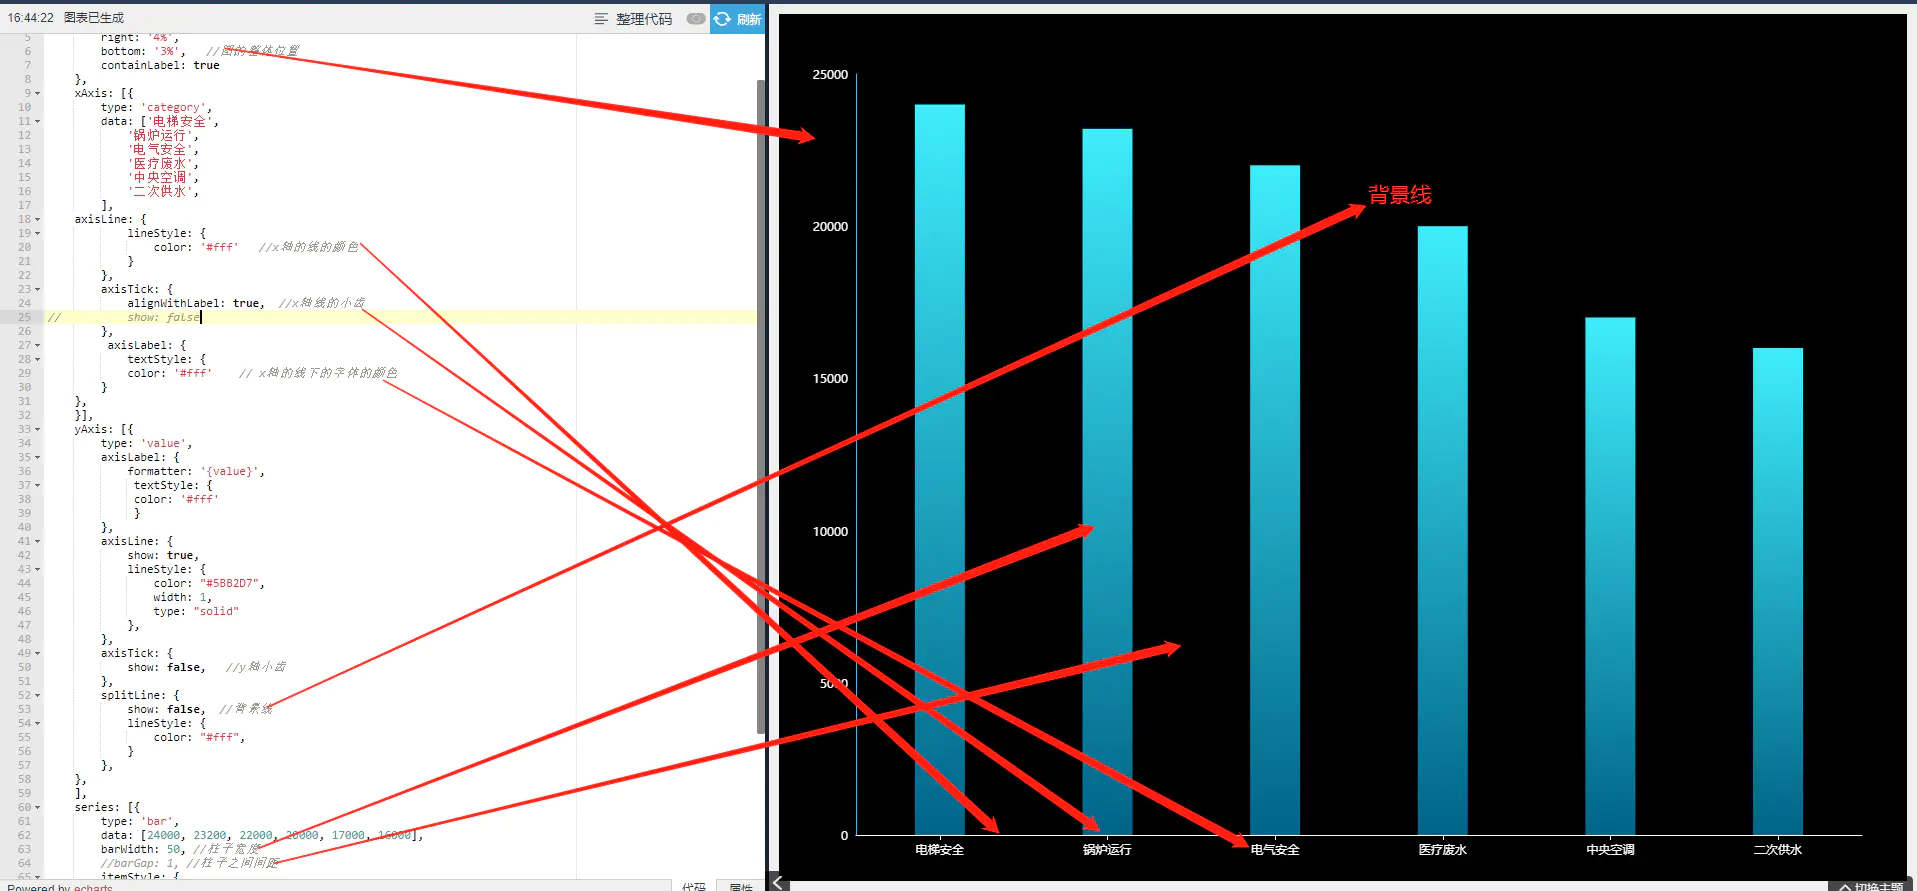 16:44:22 图表已生成
整理代码 刷新
5 right: '4%',
6 bottom: '3%', //图的整体位置
7 containLabel: true
8 },
9 xAxis: [{
10 type: 'category',
11 data: ['电梯安全',
12 '锅炉运行',
13 '电气安全',
14 '医疗废水',
15 '中央空调',
16 '二次供水',
17 ],
18 axisLine: {
19 lineStyle: {
20 color: '#fff' //x轴的线的颜色
21 }
22 },
23 axisTick: {
24 alignWithLabel: true, //x轴线的小齿
25 // show: false
26 },
27 axisLabel: {
28 textStyle: {
29 color: '#fff' // x轴的线下的字体的颜色
30 }
31 },
32 }],
33 yAxis: [{
34 type: 'value',
35 axisLabel: {
36 formatter: '{value}',
37 textStyle: {
38 color: '#fff'
39 }
40 },
41 axisLine: {
42 show: true,
43 lineStyle: {
44 color: "#5BB2D7",
45 width: 1,
46 type: "solid"
47 },
48 },
49 axisTick: {
50 show: false, //y轴小齿
51 },
52 splitLine: {
53 show: false, //背景线
54 lineStyle: {
55 color: "#fff",
56 }
57 },
58 },
59 ],
60 series: [{
61 type: 'bar',
62 data: [24000, 23200, 22000, 20000, 17000, 16000],
63 barWidth: 50, //柱子宽度
64 //barGap: 1, //柱子之间间距
65 itemStyle: {
Powered by echarts
代码 属性
25000
20000
15000
10000
5000
0
背景线
电梯安全 锅炉运行 电气安全 医疗废水 中央空调 二次供水
切换主题